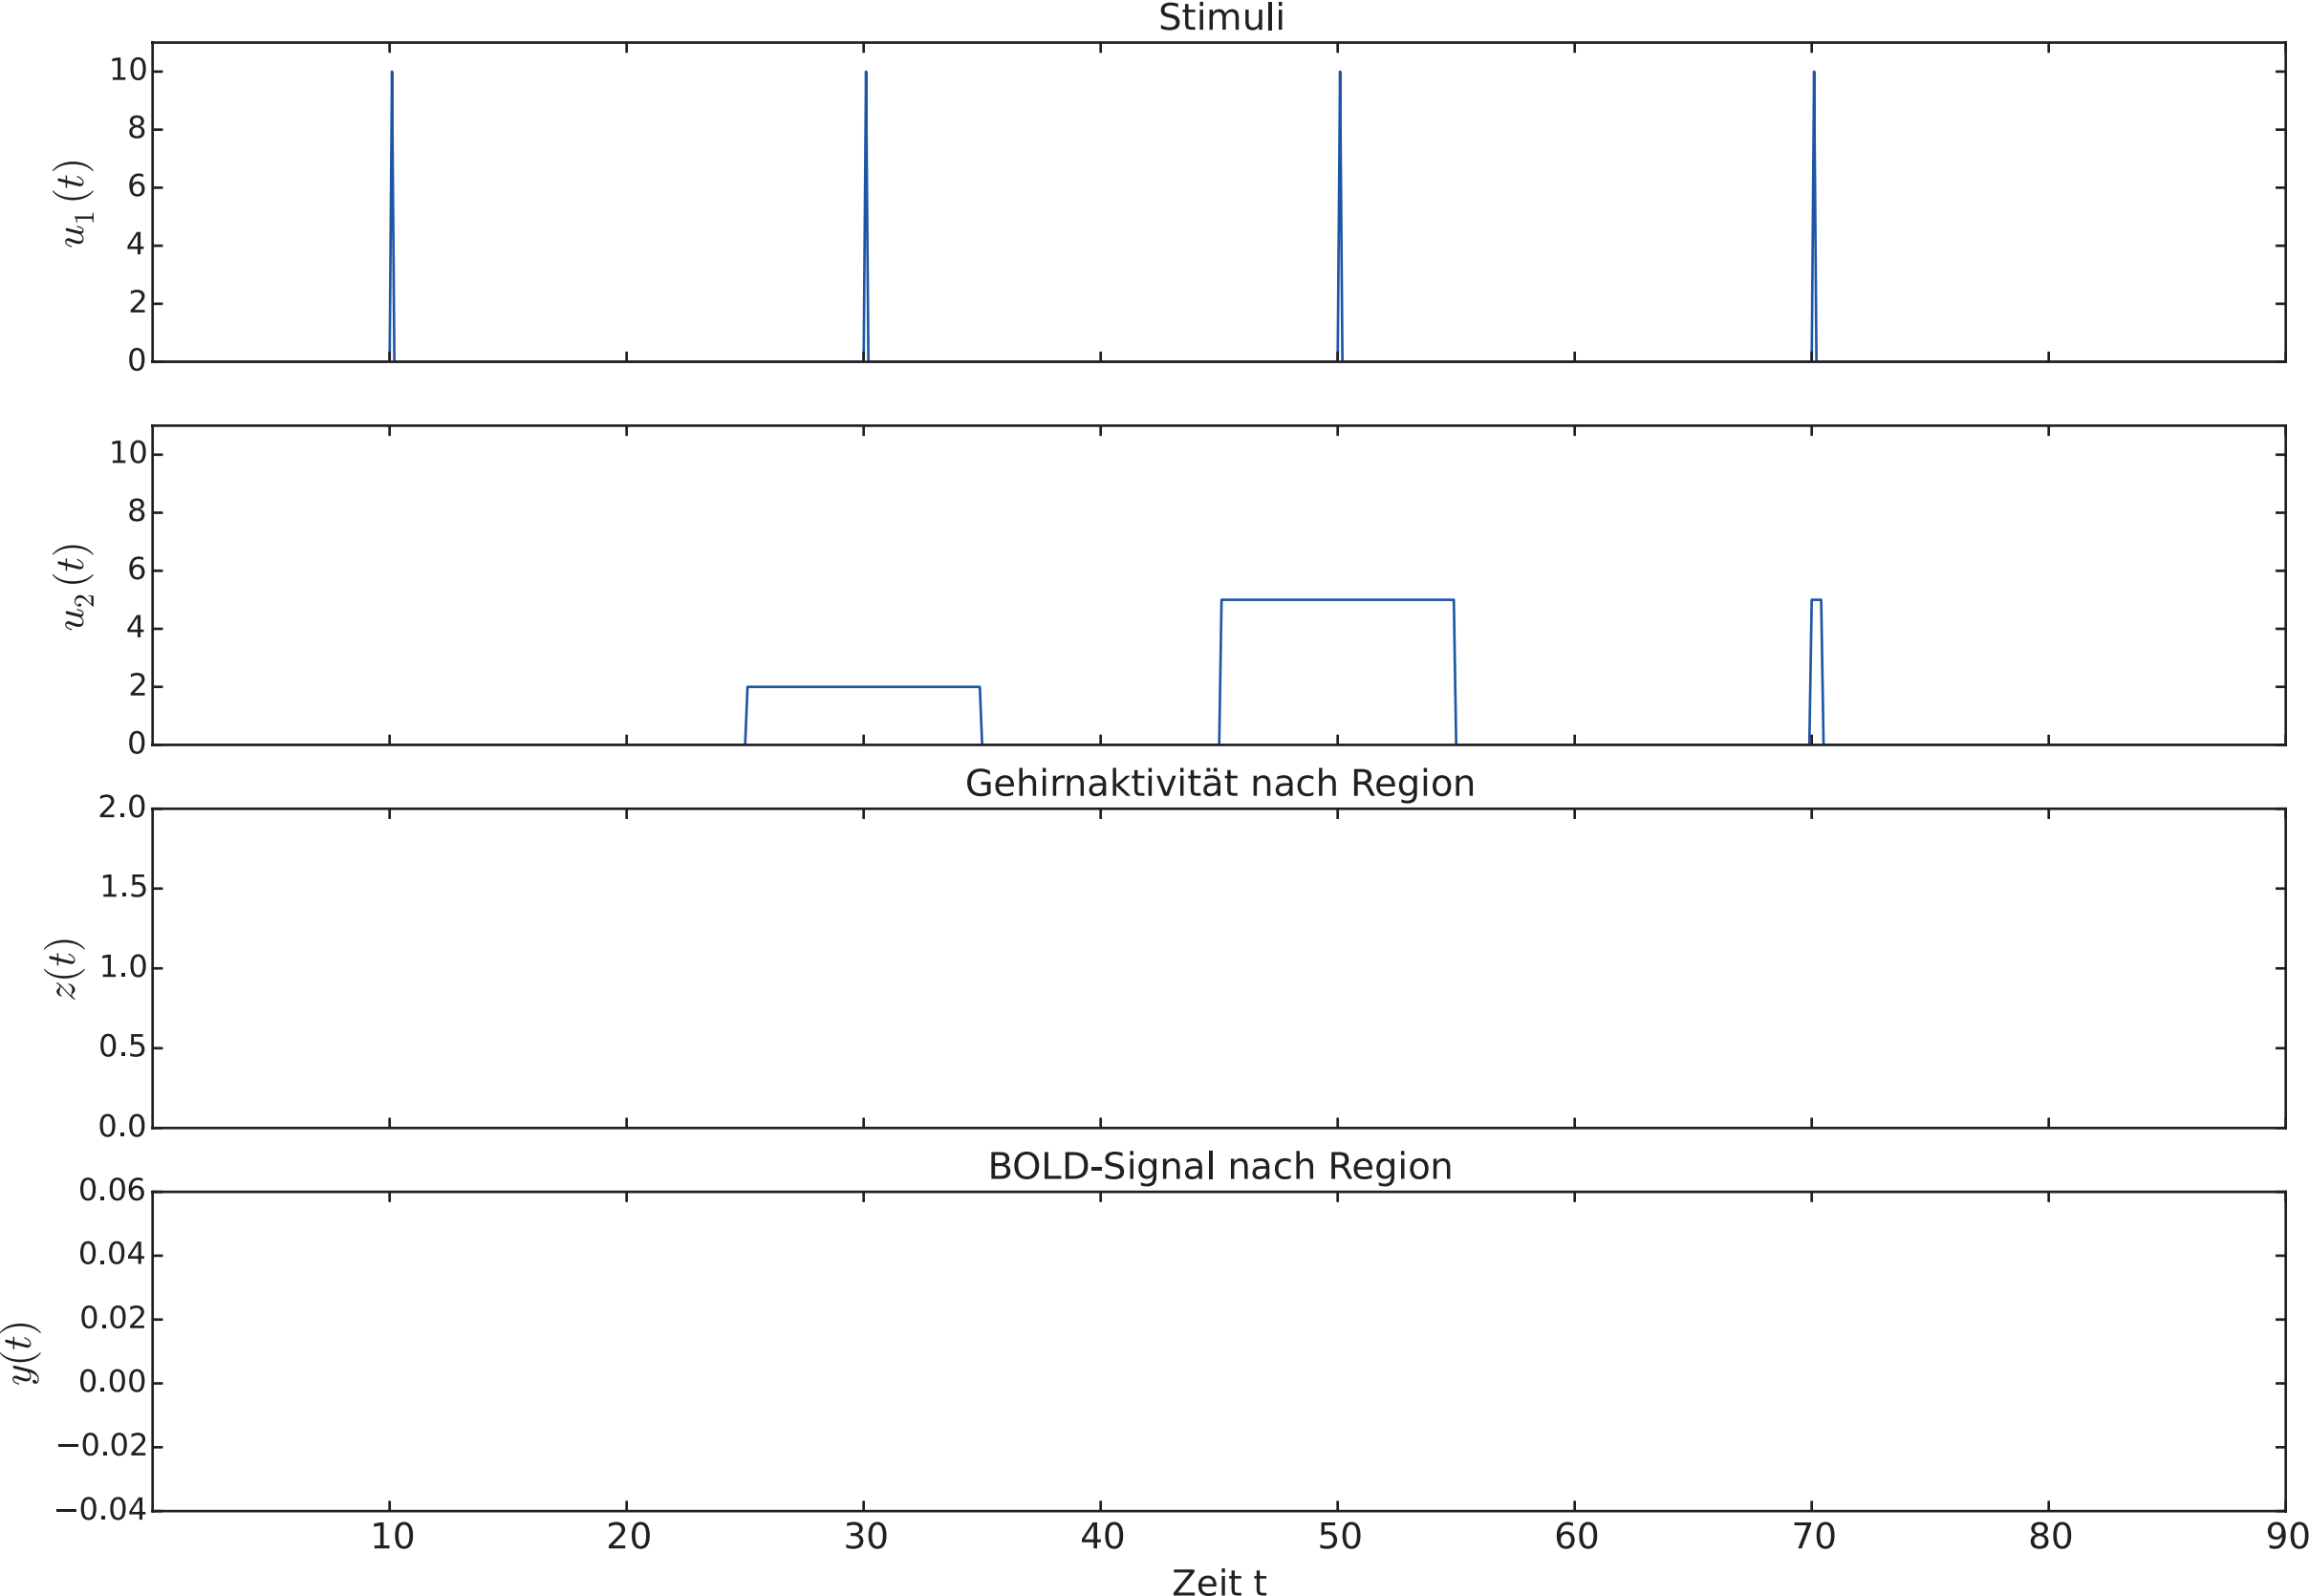 Stimuli
10
8
6
4
2
0
u₁(t)
10
8
6
4
2
0
u₂(t)
Gehirnaktivität nach Region
2.0
1.5
1.0
0.5
0.0
z(t)
BOLD-Signal nach Region
0.06
0.04
0.02
0.00
−0.02
−0.04
y(t)
10 20 30 40 50 60 70 80 90
Zeit t